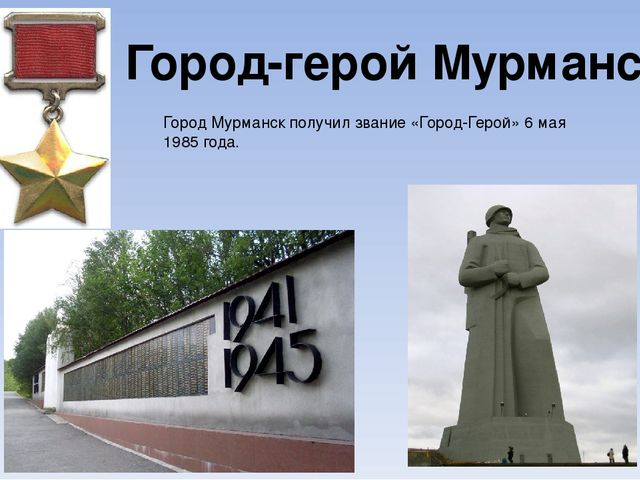 Город-герой Мурманс
Город Мурманск получил звание «Город-Герой» 6 мая
1985 года.
1941
1945